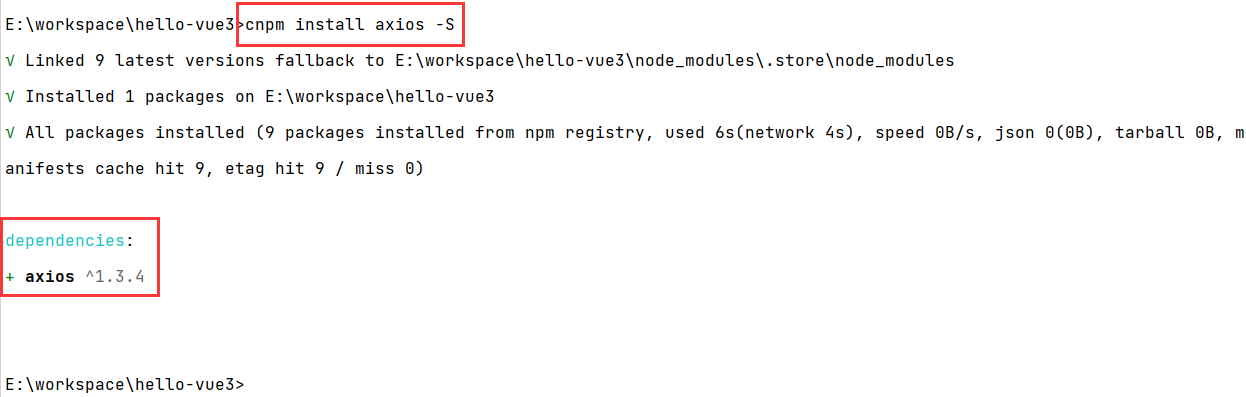 E:\workspace\hello-vue3>cnpm install axios -S
√ Linked 9 latest versions fallback to E:\workspace\hello-vue3\node_modules\.store\node_modules
√ Installed 1 packages on E:\workspace\hello-vue3
√ All packages installed (9 packages installed from npm registry, used 6s(network 4s), speed 0B/s, json 0(0B), tarball 0B, m
anifests cache hit 9, etag hit 9 / miss 0)
dependencies:
+ axios ^1.3.4
E:\workspace\hello-vue3>